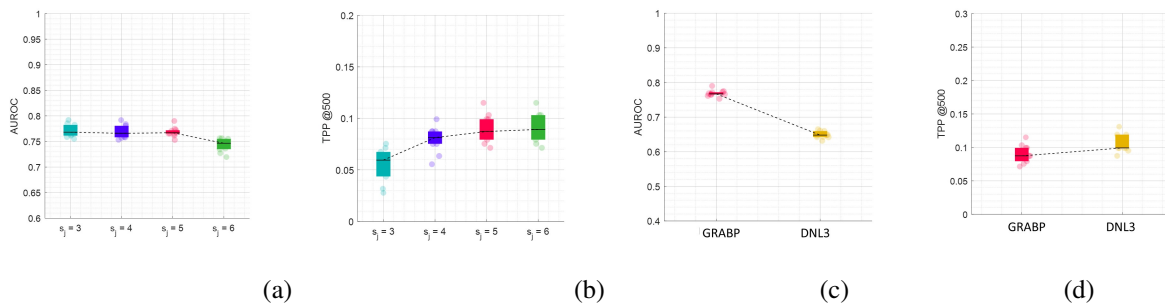 AUROC
1
0.95
0.9
0.85
0.8
0.75
0.7
0.65
0.6
s_j = 3
s_j = 4
s_j = 5
s_j = 6
(a)
TPP @500
0.2
0.15
0.1
0.05
0
s_j = 3
s_j = 4
s_j = 5
s_j = 6
(b)
AUROC
1
0.9
0.8
0.7
0.6
0.5
0.4
GRABP
DNL3
(c)
TPP @500
0.3
0.25
0.2
0.15
0.1
0.05
0
GRABP
DNL3
(d)